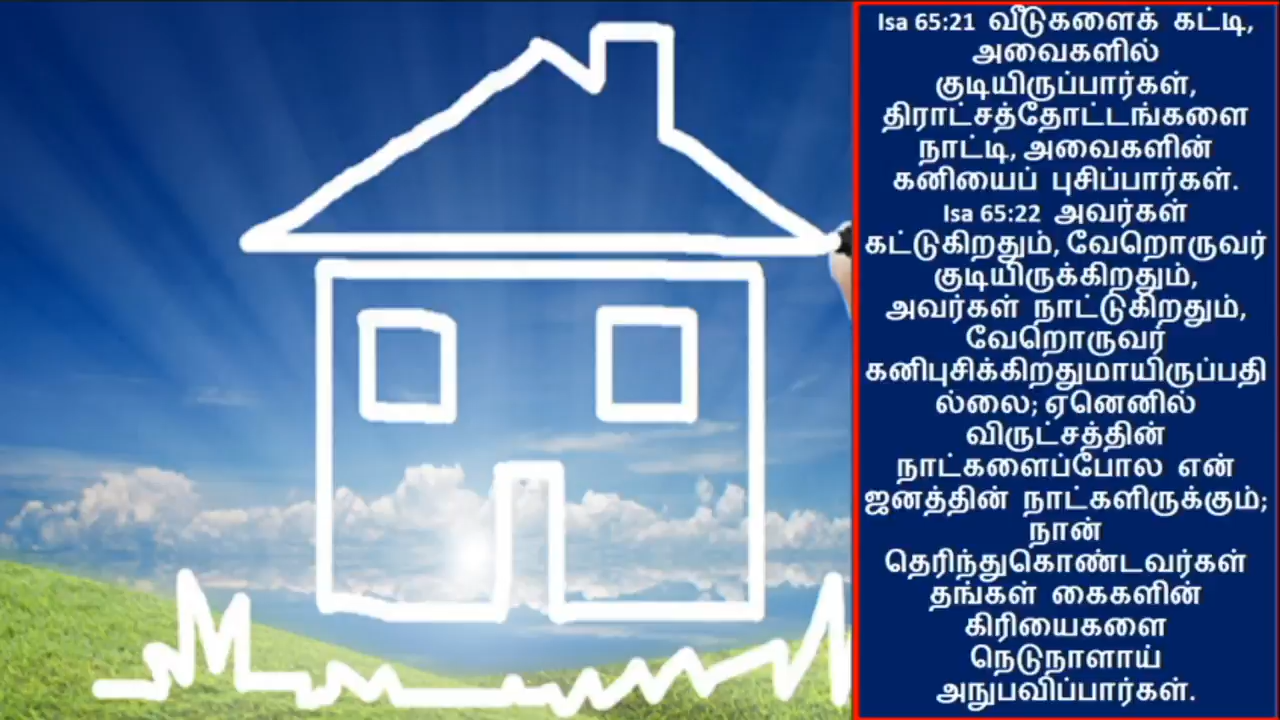 Isa 65:21 வீடுகளைக் கட்டி,
அவைகளில்
குடியிருப்பார்கள்,
திராட்சத்தோட்டங்களை
நாட்டி, அவைகளின்
கனியைப் புசிப்பார்கள்.
Isa 65:22 அவர்கள்
கட்டுகிறதும், வேறொருவர்
குடியிருக்கிறதும்,
அவர்கள் நாட்டுகிறதும்,
வேறொருவர்
கனிபுசிக்கிறதுமாயிருப்பதி
ல்லை; ஏனெனில்
விருட்சத்தின்
நாட்களைப்போல என்
ஜனத்தின் நாட்களிருக்கும்;
நான்
தெரிந்துகொண்டவர்கள்
தங்கள் கைகளின்
கிரியைகளை
நெடுநாளாய்
அநுபவிப்பார்கள்.